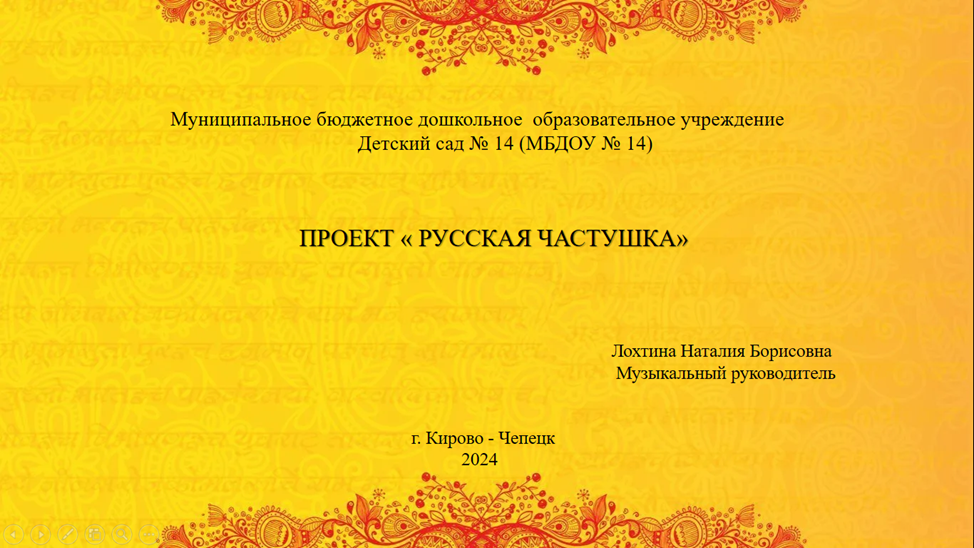 Муниципальное бюджетное дошкольное образовательное учреждение
Детский сад № 14 (МБДОУ № 14)
ПРОЕКТ « РУССКАЯ ЧАСТУШКА»
Лохтина Наталия Борисовна
Музыкальный руководитель
г. Кирово - Чепецк
2024